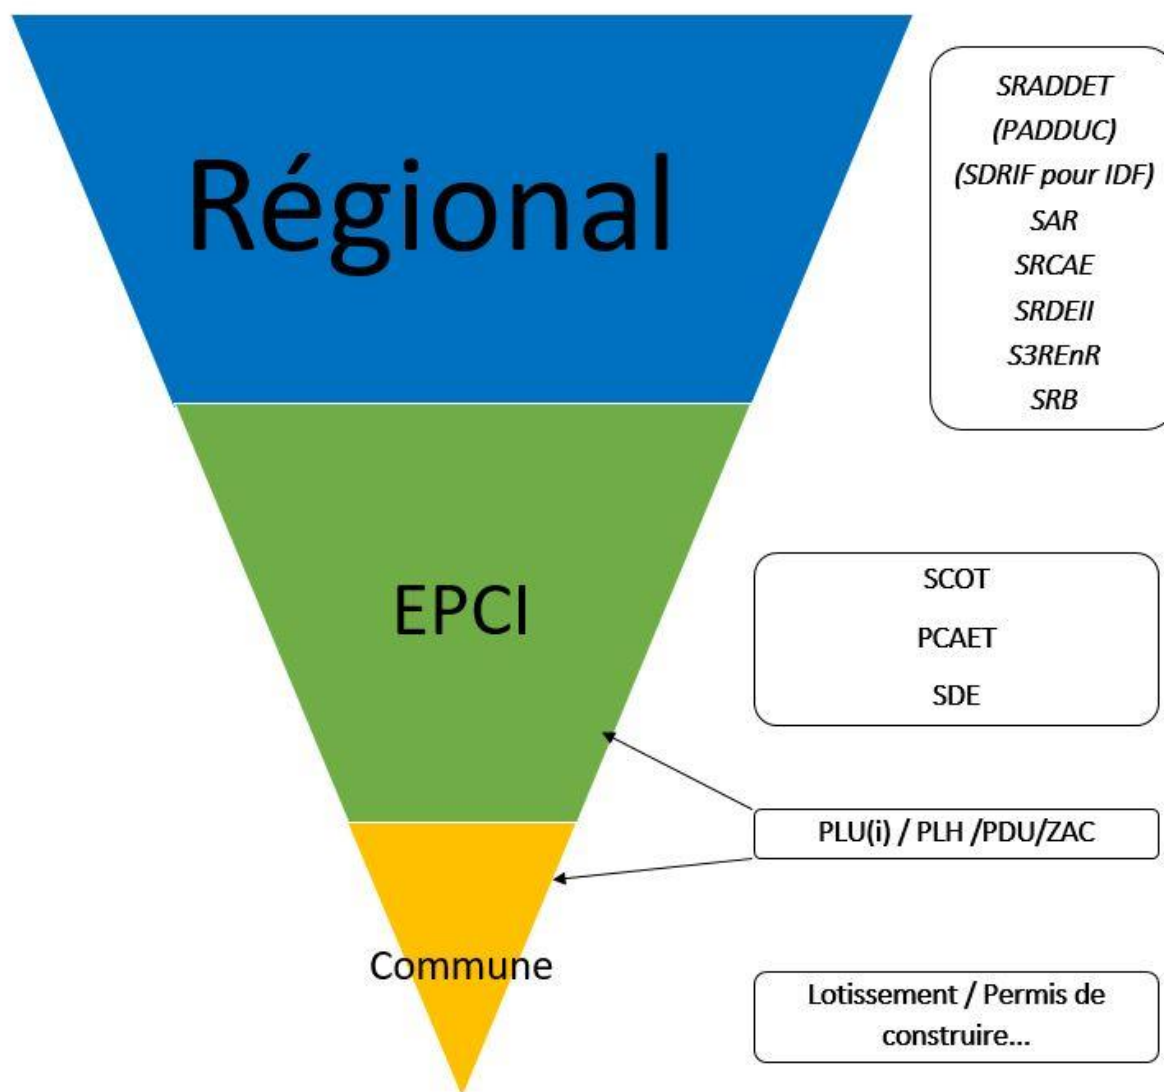 Régional
SRADDET
(PADDUC)
(SDRIF pour IDF)
SAR
SRCAE
SRDEII
S3REnR
SRB
EPCI
SCOT
PCAET
SDE
PLU(i) / PLH /PDU/ZAC
Commune
Lotissement / Permis de
construire...